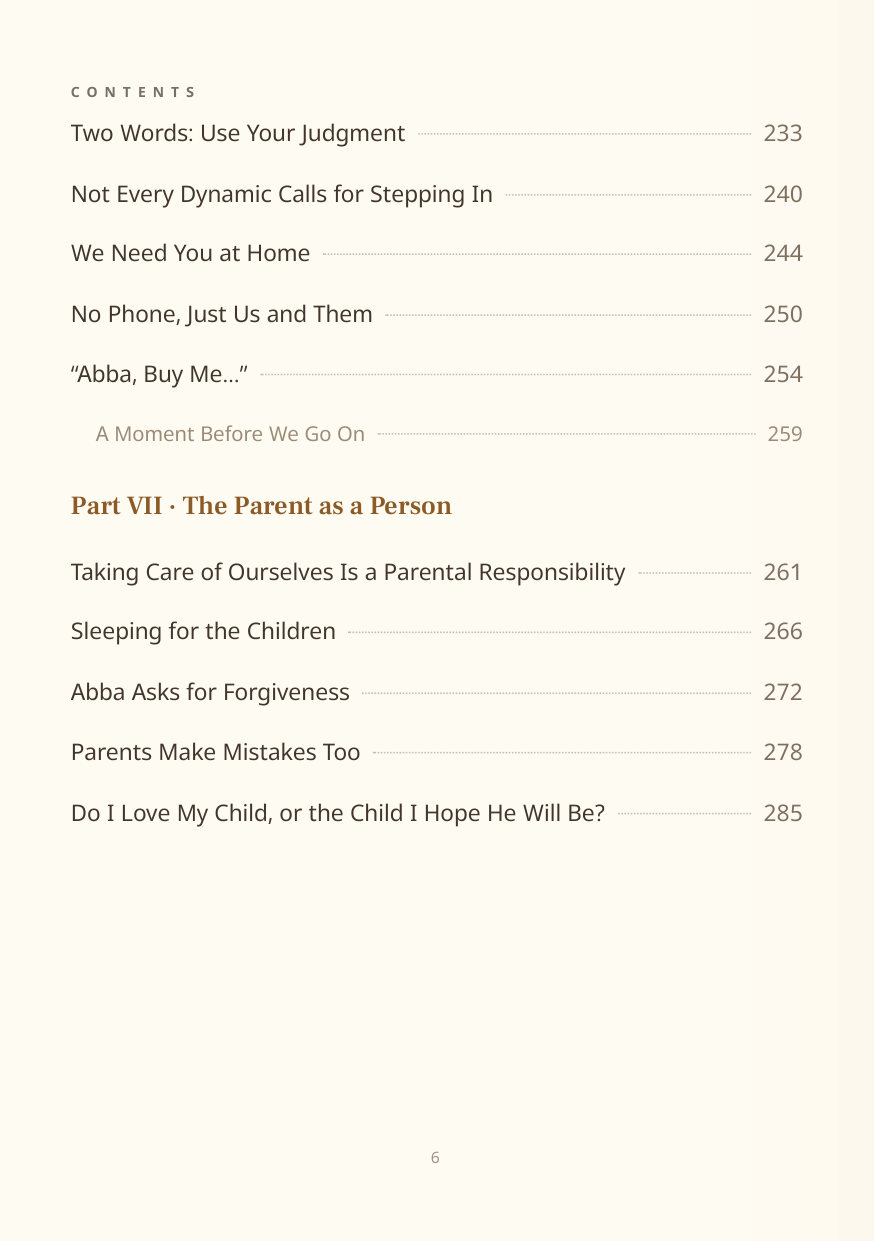 CONTENTS
Two Words: Use Your Judgment 233
Not Every Dynamic Calls for Stepping In 240
We Need You at Home 244
No Phone, Just Us and Them 250
“Abba, Buy Me…” 254
A Moment Before We Go On 259
Part VII · The Parent as a Person
Taking Care of Ourselves Is a Parental Responsibility 261
Sleeping for the Children 266
Abba Asks for Forgiveness 272
Parents Make Mistakes Too 278
Do I Love My Child, or the Child I Hope He Will Be? 285
6